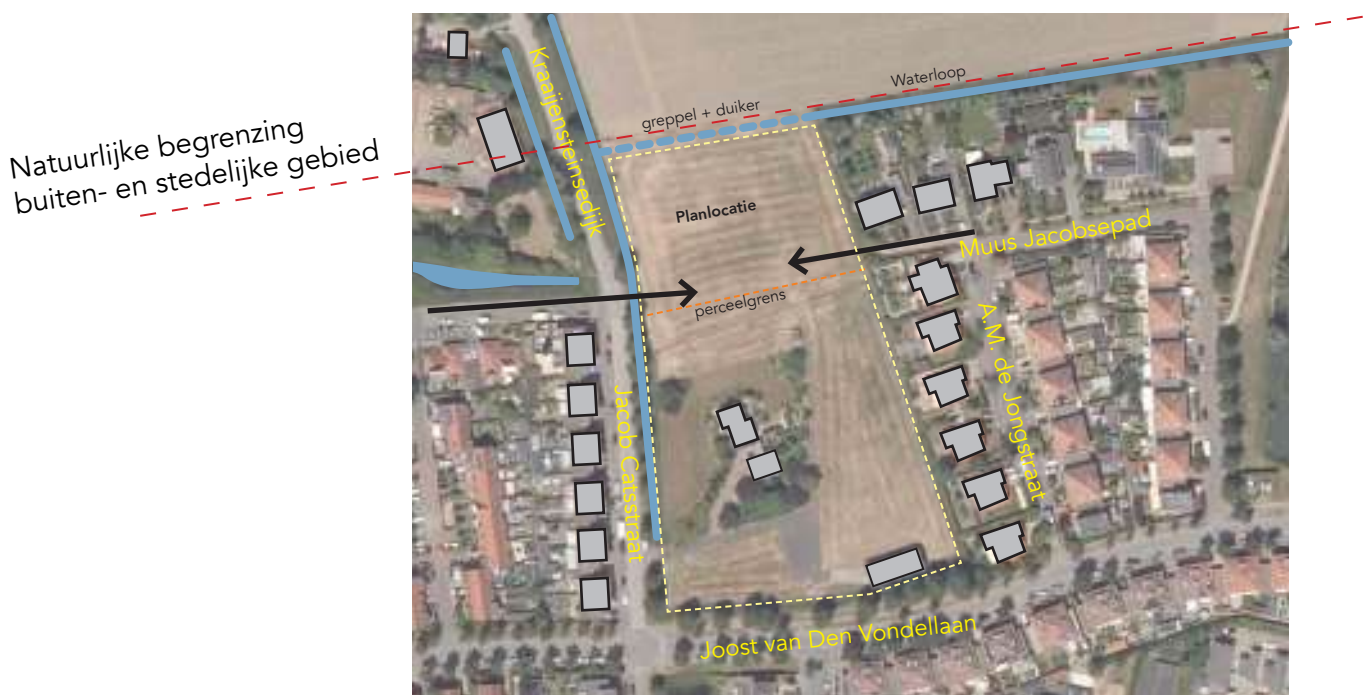 Natuurlijke begrenzing
buiten- en stedelijke gebied
Kraaijensteinsedijk
greppel + duiker
Waterloop
Planlocatie
Muus Jacobsepad
perceelgrens
A.M. de Jongstraat
Jacob Catsstraat
Joost van Den Vondellaan